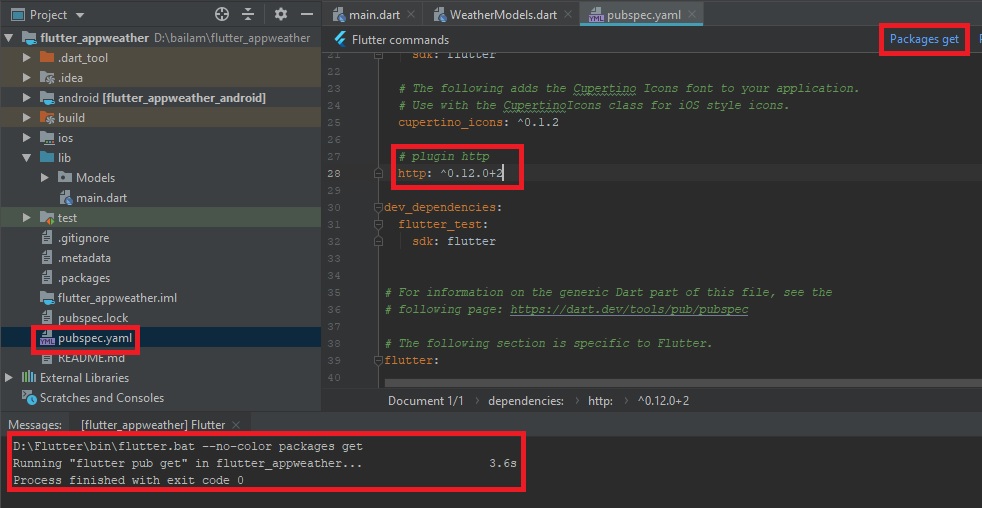 Project
flutter_appweather D:\bailam\flutter_appweather
.dart_tool
.idea
android [flutter_appweather_android]
build
ios
lib
Models
main.dart
test
.gitignore
.metadata
.packages
flutter_appweather.iml
pubspec.lock
pubspec.yaml
README.md
External Libraries
Scratches and Consoles
main.dart
WeatherModels.dart
pubspec.yaml
Flutter commands
Packages get
21 sdk: flutter
22
23 # The following adds the Cupertino Icons font to your application.
24 # Use with the CupertinoIcons class for iOS style icons.
25 cupertino_icons: ^0.1.2
26
27 # plugin http
28 http: ^0.12.0+2
29
30 dev_dependencies:
31 flutter_test:
32 sdk: flutter
33
34
35 # For information on the generic Dart part of this file, see the
36 # following page: https://dart.dev/tools/pub/pubspec
37
38 # The following section is specific to Flutter.
39 flutter:
40
Document 1/1 › dependencies: › http: › ^0.12.0+2
Messages: [flutter_appweather] Flutter
D:\Flutter\bin\flutter.bat --no-color packages get
Running "flutter pub get" in flutter_appweather... 3.6s
Process finished with exit code 0